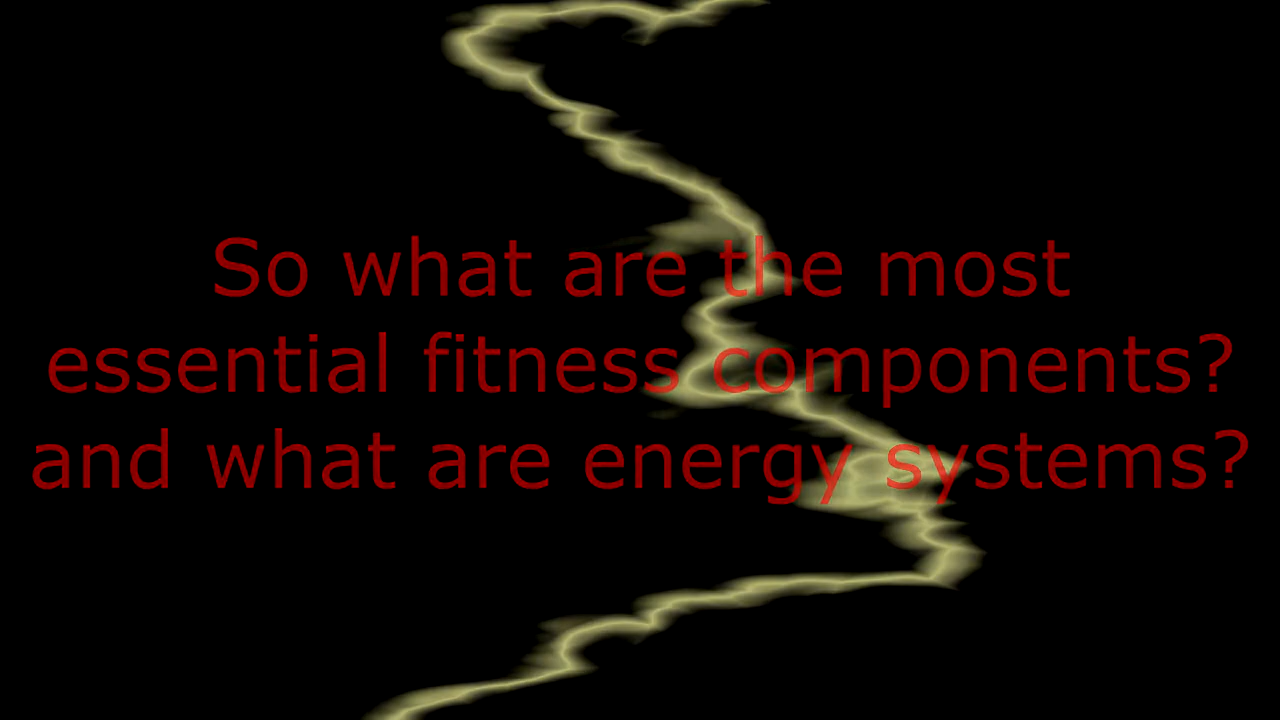 So what are the most
essential fitness components?
and what are energy systems?